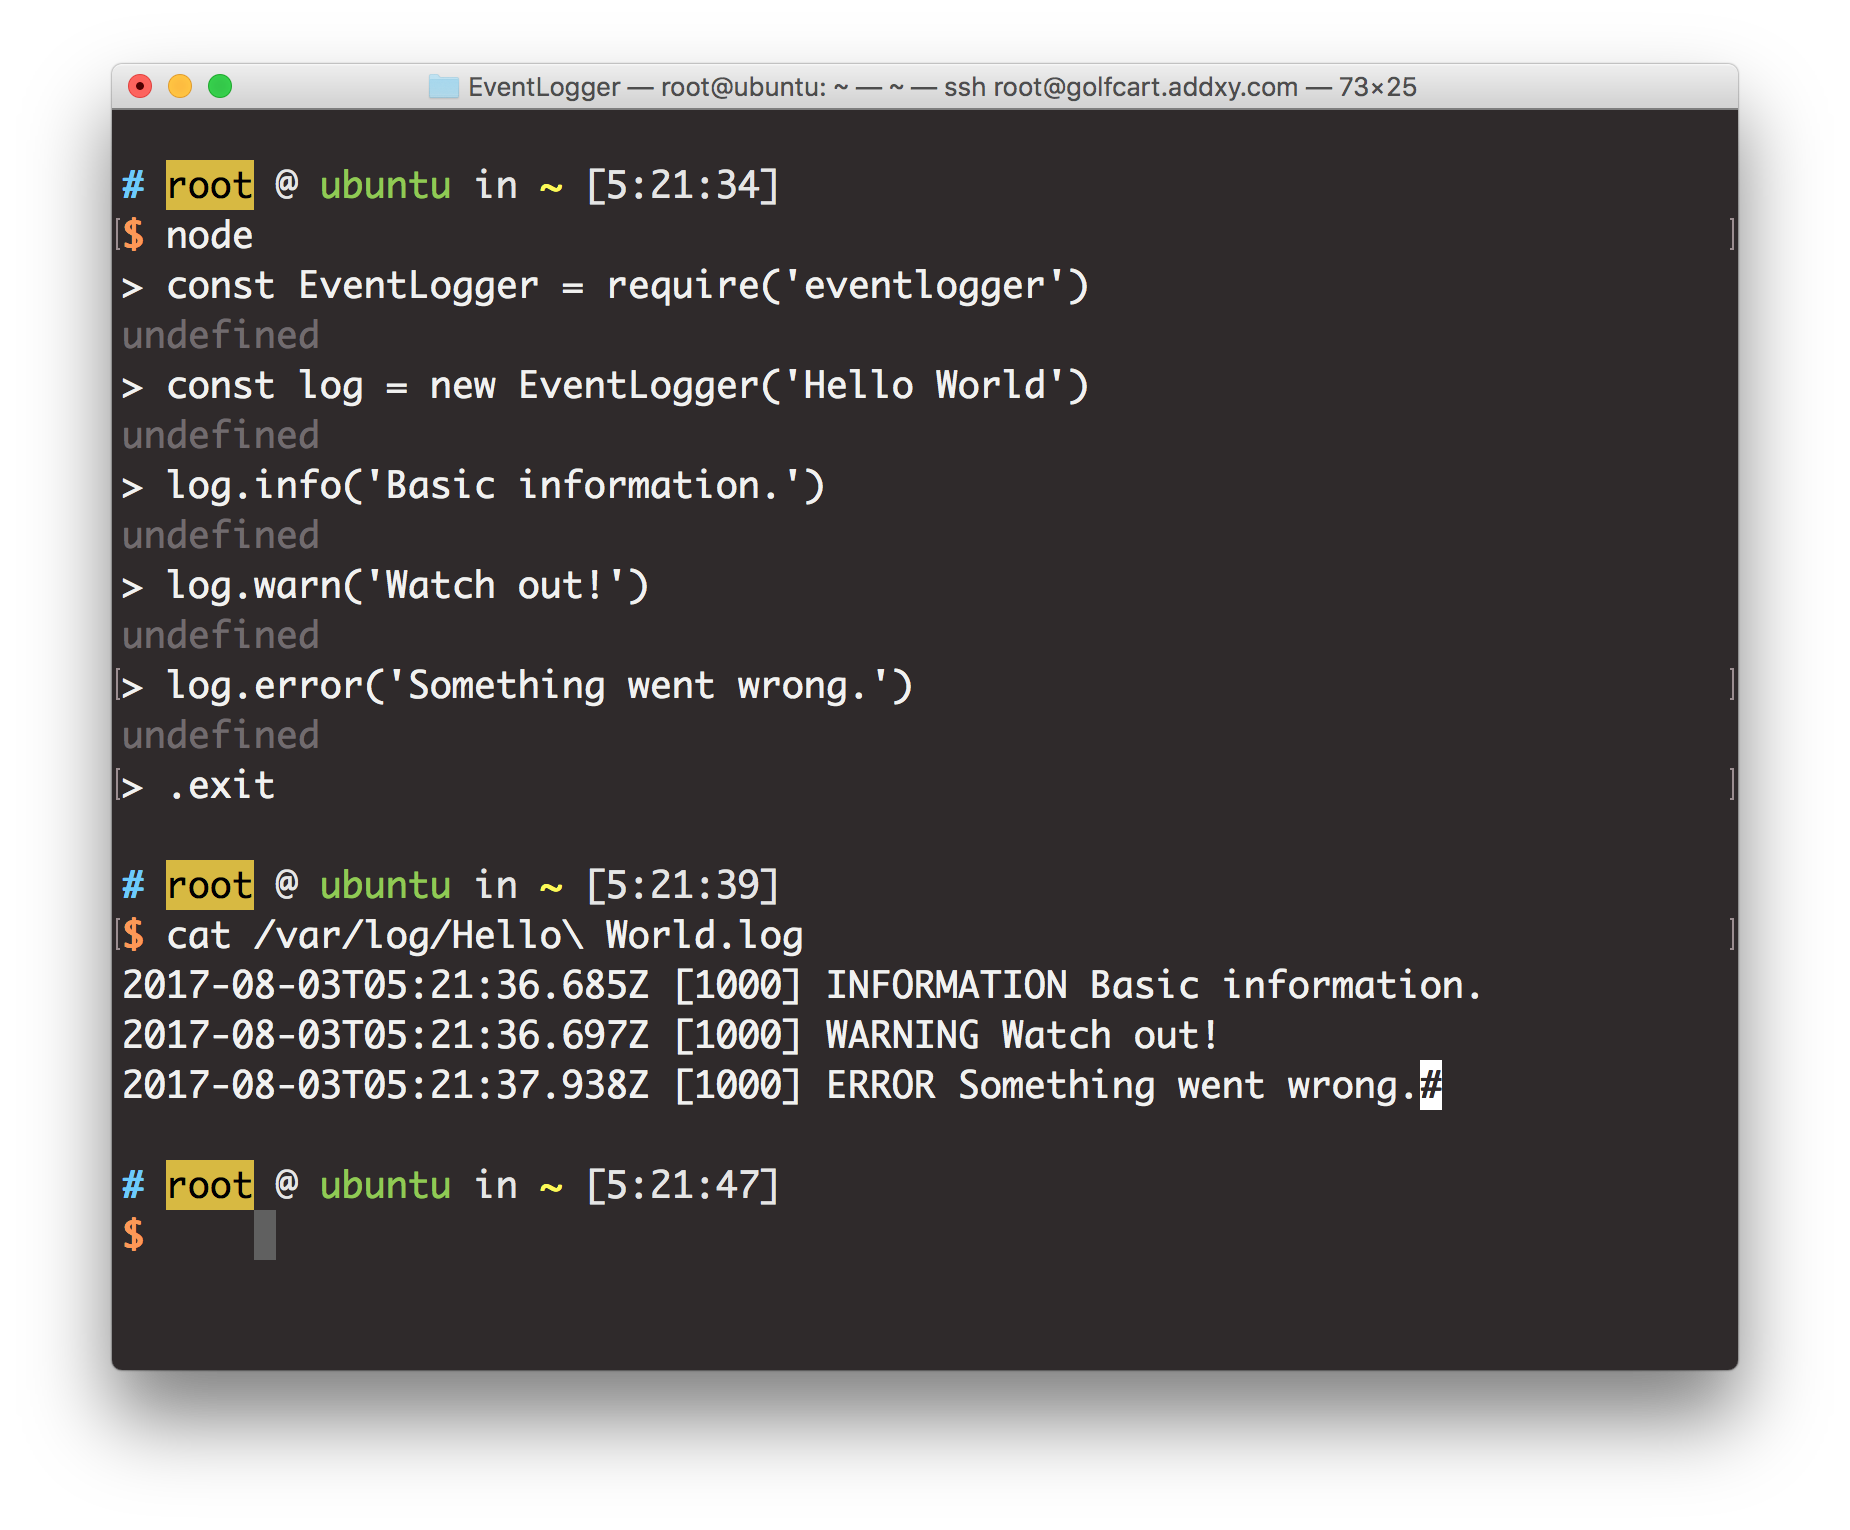 EventLogger — root@ubuntu: ~ — ~ — ssh root@golfcart.addxy.com — 73×25
# root @ ubuntu in ~ [5:21:34]
[$ node ]
> const EventLogger = require('eventlogger')
undefined
> const log = new EventLogger('Hello World')
undefined
> log.info('Basic information.')
undefined
> log.warn('Watch out!')
undefined
[> log.error('Something went wrong.') ]
undefined
[> .exit ]
# root @ ubuntu in ~ [5:21:39]
[$ cat /var/log/Hello\ World.log ]
2017-08-03T05:21:36.685Z [1000] INFORMATION Basic information.
2017-08-03T05:21:36.697Z [1000] WARNING Watch out!
2017-08-03T05:21:37.938Z [1000] ERROR Something went wrong.#
# root @ ubuntu in ~ [5:21:47]
$